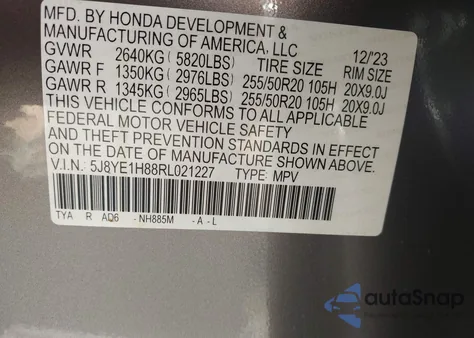 MFD. BY HONDA DEVELOPMENT &
MANUFACTURING OF AMERICA, LLC 12/'23
GVWR 2640KG( 5820LBS) TIRE SIZE RIM SIZE
GAWR F 1350KG( 2976LBS) 255/50R20 105H 20X9.0J
GAWR R 1345KG( 2965LBS) 255/50R20 105H 20X9.0J
THIS VEHICLE CONFORMS TO ALL APPLICABLE
FEDERAL MOTOR VEHICLE SAFETY
AND THEFT PREVENTION STANDARDS IN EFFECT
ON THE DATE OF MANUFACTURE SHOWN ABOVE.
V.I.N. 5J8YE1H88RL021227 TYPE: MPV
TYA R AD6 -NH885M -A-L
autoSnap